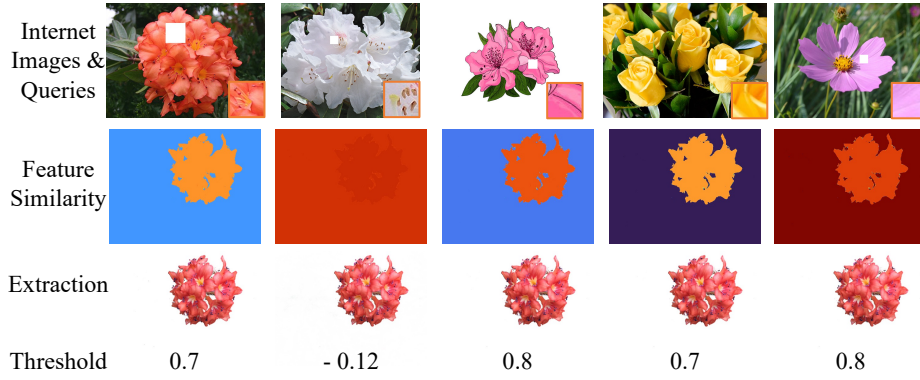 Internet
Images &
Queries
Feature
Similarity
Extraction
Threshold 0.7 - 0.12 0.8 0.7 0.8